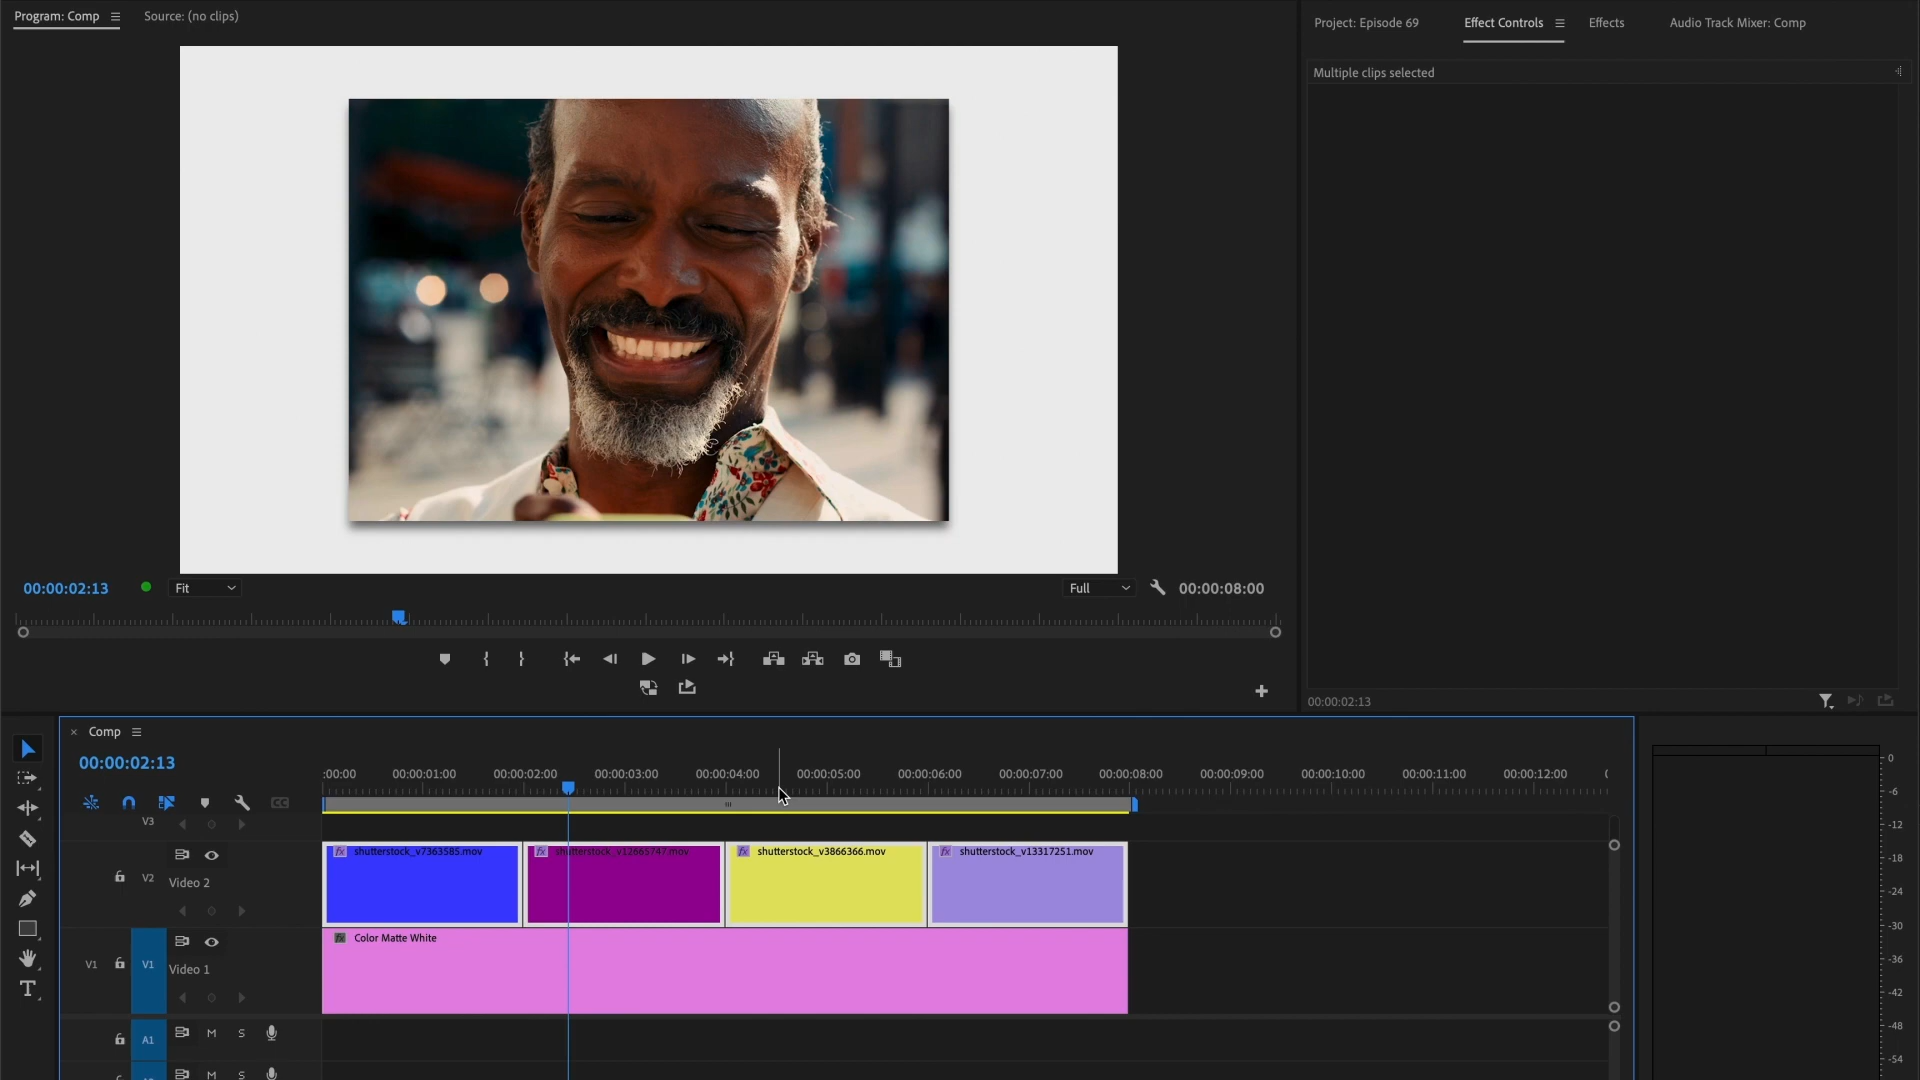 Program: Comp
Source: (no clips)
Project: Episode 69
Effect Controls
Effects
Audio Track Mixer: Comp
Multiple clips selected
00:00:02:13
Fit
Full
00:00:08:00
00:00:02:13
Comp
00:00:02:13
:00:00
00:00:01:00
00:00:02:00
00:00:03:00
00:00:04:00
00:00:05:00
00:00:06:00
00:00:07:00
00:00:08:00
00:00:09:00
00:00:10:00
00:00:11:00
00:00:12:00
V3
fx shutterstock_v7363585.mov
fx shutterstock_v12665747.mov
fx shutterstock_v3866366.mov
fx shutterstock_v13317251.mov
V2
Video 2
fx Color Matte White
V1
V1
Video 1
A1
M
S
M
S
0
-6
-12
-18
-24
-30
-36
-42
-48
-54